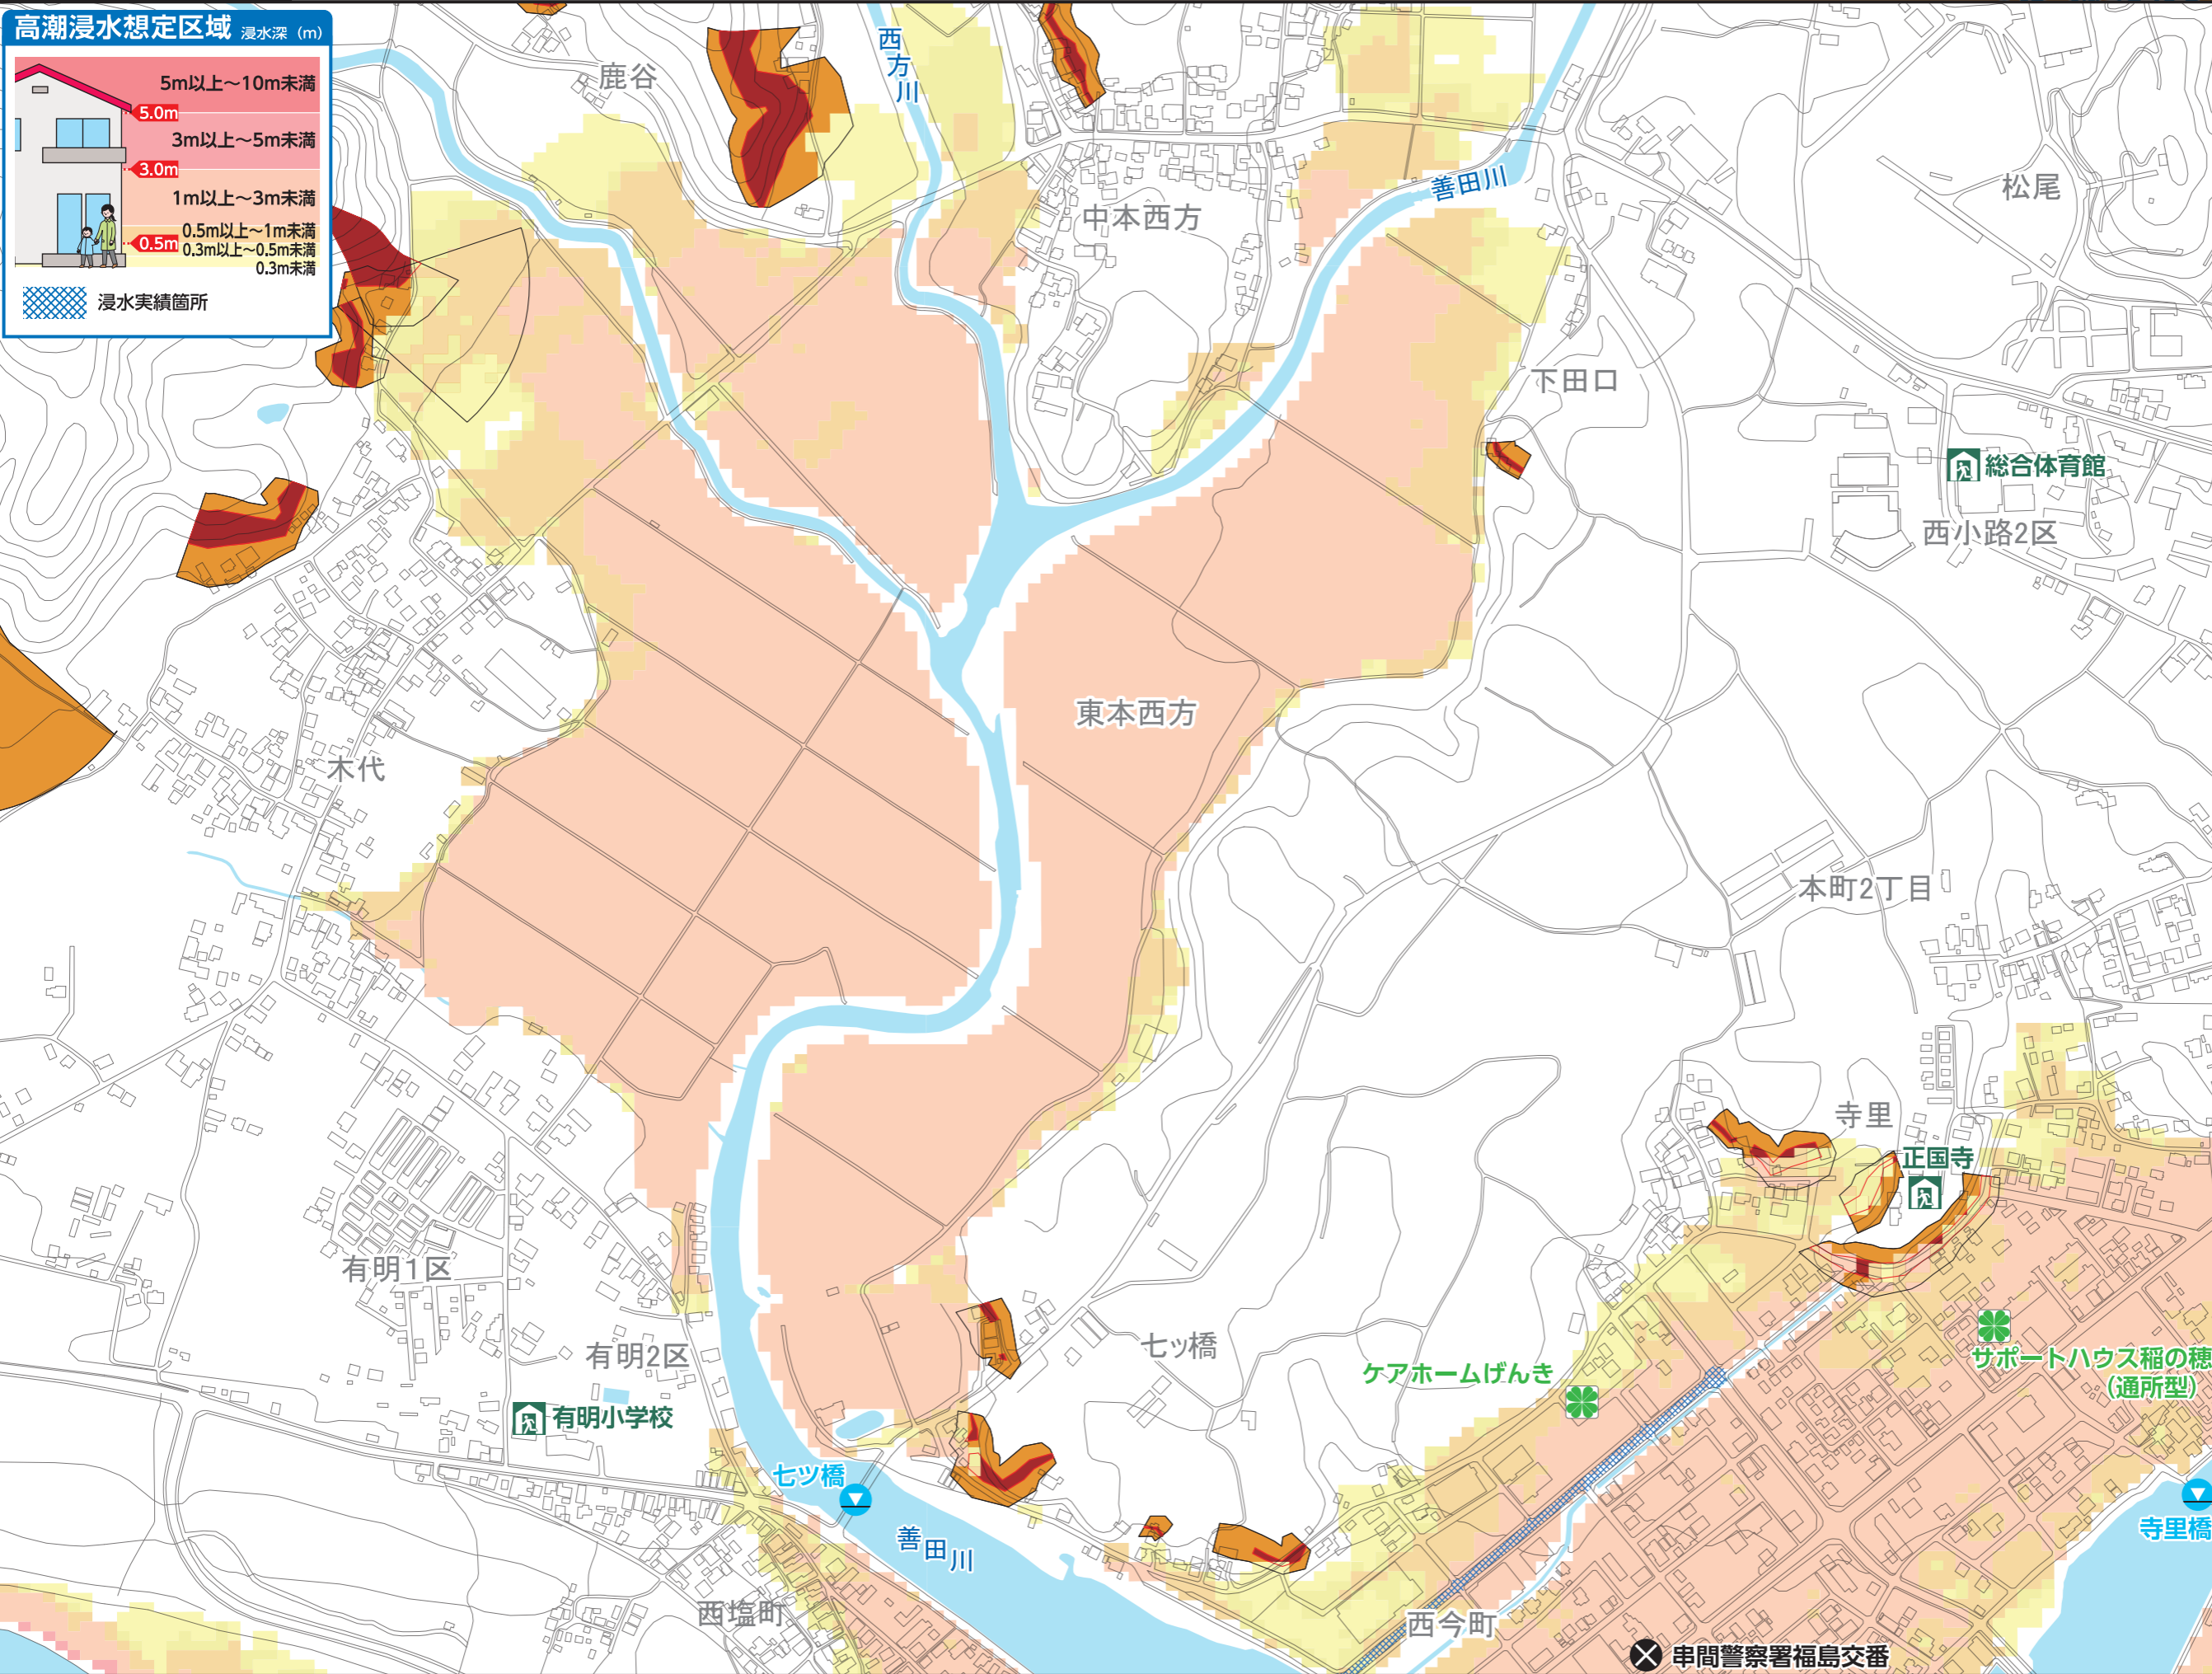 高潮浸水想定区域 浸水深（m）
5m以上～10m未満
5.0m
3m以上～5m未満
3.0m
1m以上～3m未満
0.5m以上～1m未満
0.5m
0.3m以上～0.5m未満
0.3m未満
浸水実績箇所
鹿谷
西方川
善田川
中本西方
松尾
下田口
総合体育館
西小路2区
東本西方
木代
本町2丁目
寺里
正国寺
有明1区
有明2区
七ッ橋
ケアホームげんき
サポートハウス稲の穂
（通所型）
有明小学校
七ツ橋
善田川
寺里橋
西塩町
西今町
串間警察署福島交番